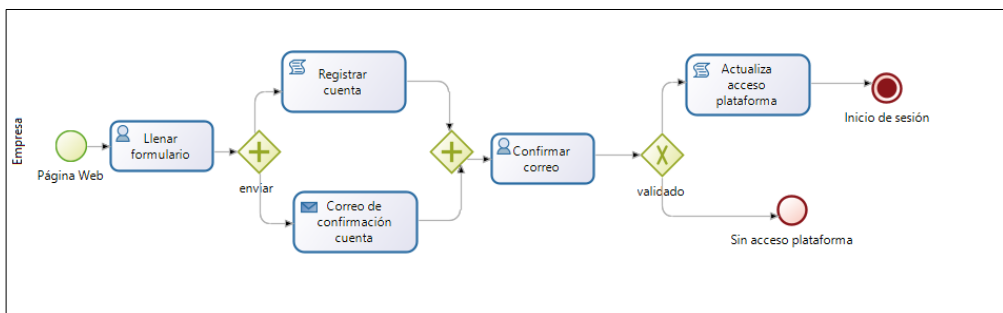 Empresa
Página Web
Llenar
formulario
enviar
Registrar
cuenta
Correo de
confirmación
cuenta
Confirmar
correo
validado
Actualiza
acceso
plataforma
Inicio de sesión
Sin acceso plataforma